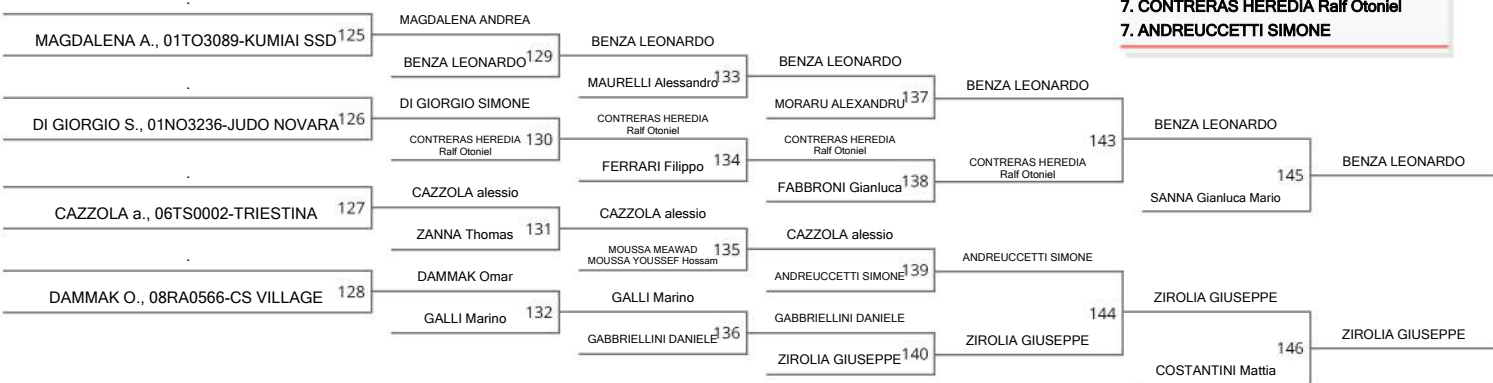 7. CONTRERAS HEREDIA Ralf Otoniel
7. ANDREUCCETTI SIMONE
.
MAGDALENA A., 01TO3089-KUMIAI SSD
125
.
DI GIORGIO S., 01NO3236-JUDO NOVARA
126
.
CAZZOLA a., 06TS0002-TRIESTINA
127
.
DAMMAK O., 08RA0566-CS VILLAGE
128
MAGDALENA ANDREA
BENZA LEONARDO
129
DI GIORGIO SIMONE
CONTRERAS HEREDIA
Ralf Otoniel
130
CAZZOLA alessio
ZANNA Thomas
131
DAMMAK Omar
GALLI Marino
132
BENZA LEONARDO
MAURELLI Alessandro
133
CONTRERAS HEREDIA
Ralf Otoniel
FERRARI Filippo
134
CAZZOLA alessio
MOUSSA MEAWAD
MOUSSA YOUSSEF Hossam
135
GALLI Marino
GABBRIELLINI DANIELE
136
BENZA LEONARDO
MORARU ALEXANDRU
137
CONTRERAS HEREDIA
Ralf Otoniel
FABBRONI Gianluca
138
CAZZOLA alessio
ANDREUCCETTI SIMONE
139
GABBRIELLINI DANIELE
ZIROLIA GIUSEPPE
140
BENZA LEONARDO
CONTRERAS HEREDIA
Ralf Otoniel
143
ANDREUCCETTI SIMONE
ZIROLIA GIUSEPPE
144
BENZA LEONARDO
SANNA Gianluca Mario
145
ZIROLIA GIUSEPPE
COSTANTINI Mattia
146
BENZA LEONARDO
ZIROLIA GIUSEPPE